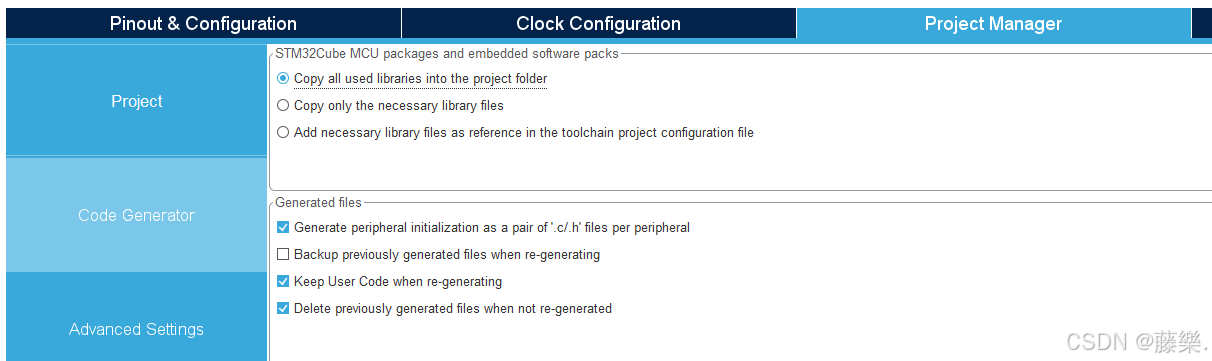 Pinout & Configuration
Clock Configuration
Project Manager
Project
Code Generator
Advanced Settings
STM32Cube MCU packages and embedded software packs
Copy all used libraries into the project folder
Copy only the necessary library files
Add necessary library files as reference in the toolchain project configuration file
Generated files
Generate peripheral initialization as a pair of '.c/.h' files per peripheral
Backup previously generated files when re-generating
Keep User Code when re-generating
Delete previously generated files when not re-generated
CSDN @藤樂.